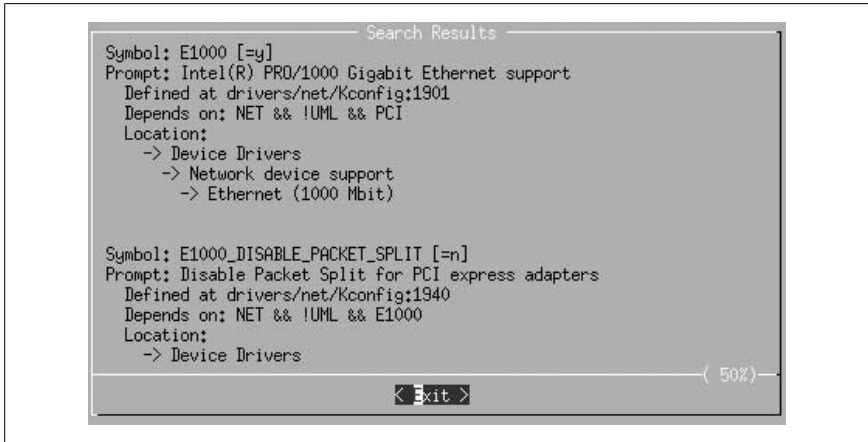 Search Results
Symbol: E1000 [=y]
Prompt: Intel(R) PRO/1000 Gigabit Ethernet support
Defined at drivers/net/Kconfig:1901
Depends on: NET && !UML && PCI
Location:
-> Device Drivers
-> Network device support
-> Ethernet (1000 Mbit)
Symbol: E1000_DISABLE_PACKET_SPLIT [=n]
Prompt: Disable Packet Split for PCI express adapters
Defined at drivers/net/Kconfig:1940
Depends on: NET && !UML && E1000
Location:
-> Device Drivers
( 50%)
< Exit >